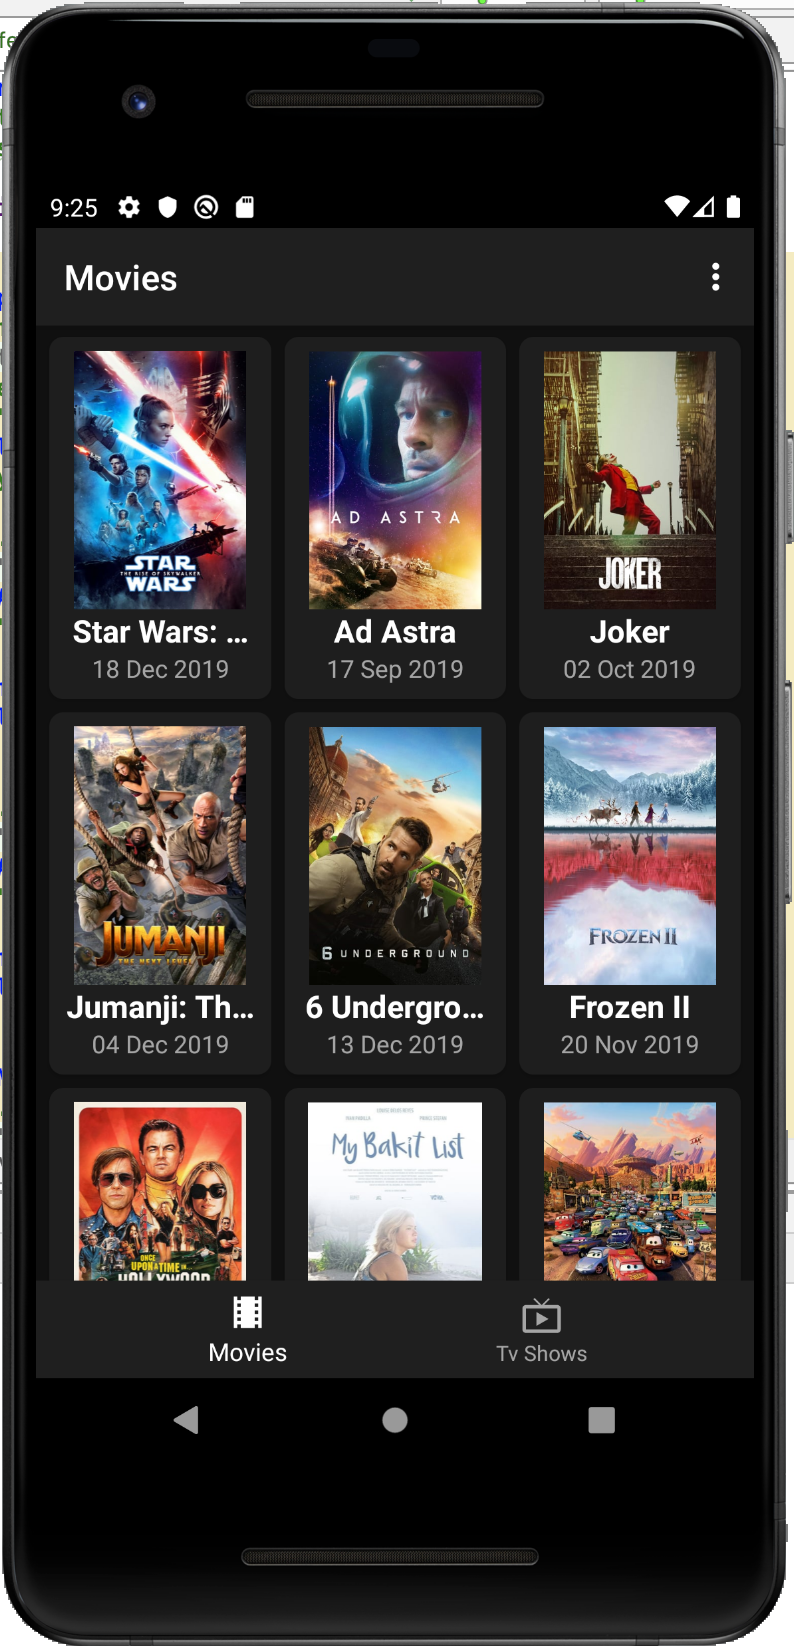 9:25
Movies
STAR
THE RISE OF SKYWALKER
WARS
AD ASTRA
JOKER
Star Wars: ...
Ad Astra
Joker
18 Dec 2019
17 Sep 2019
02 Oct 2019
JUMANJI
THE NEXT LEVEL
6 UNDERGROUND
FROZEN II
Jumanji: Th...
6 Undergro...
Frozen II
04 Dec 2019
13 Dec 2019
20 Nov 2019
My Bakit List
ONCE
UPON A TIME IN
HOLLYWOOD
Movies
Tv Shows